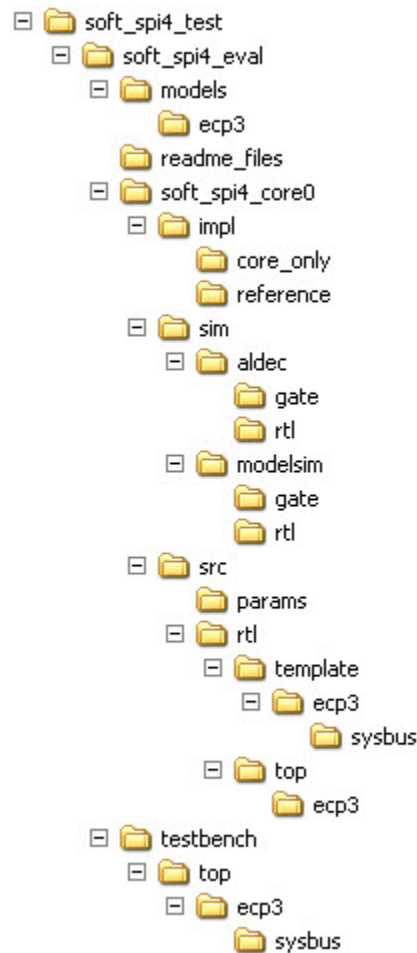 soft_spi4_test
soft_spi4_eval
models
ecp3
readme_files
soft_spi4_core0
impl
core_only
reference
sim
aldec
gate
rtl
modelsim
gate
rtl
src
params
rtl
template
ecp3
sysbus
top
ecp3
testbench
top
ecp3
sysbus